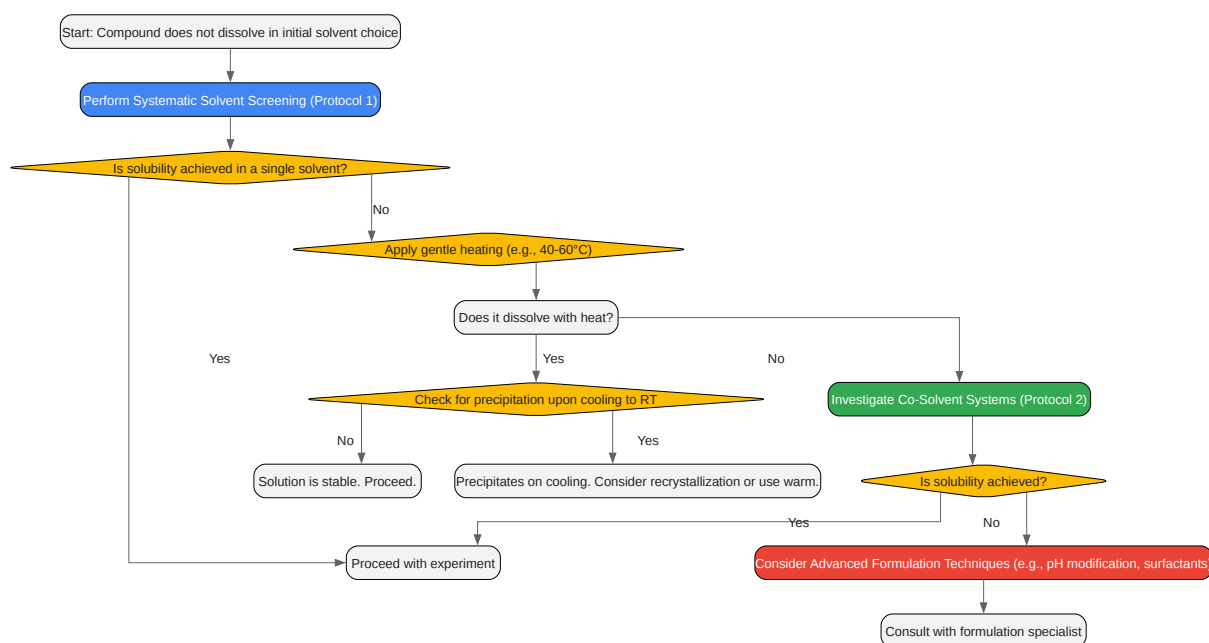 Start: Compound does not dissolve in initial solvent choice
Perform Systematic Solvent Screening (Protocol 1)
Is solubility achieved in a single solvent?
No
Apply gentle heating (e.g., 40-60°C)
Does it dissolve with heat?
Yes
Yes
No
Check for precipitation upon cooling to RT
Investigate Co-Solvent Systems (Protocol 2)
No
Yes
Solution is stable. Proceed.
Precipitates on cooling. Consider recrystallization or use warm.
Is solubility achieved?
Yes
No
Proceed with experiment
Consider Advanced Formulation Techniques (e.g., pH modification, surfactants)
Consult with formulation specialist